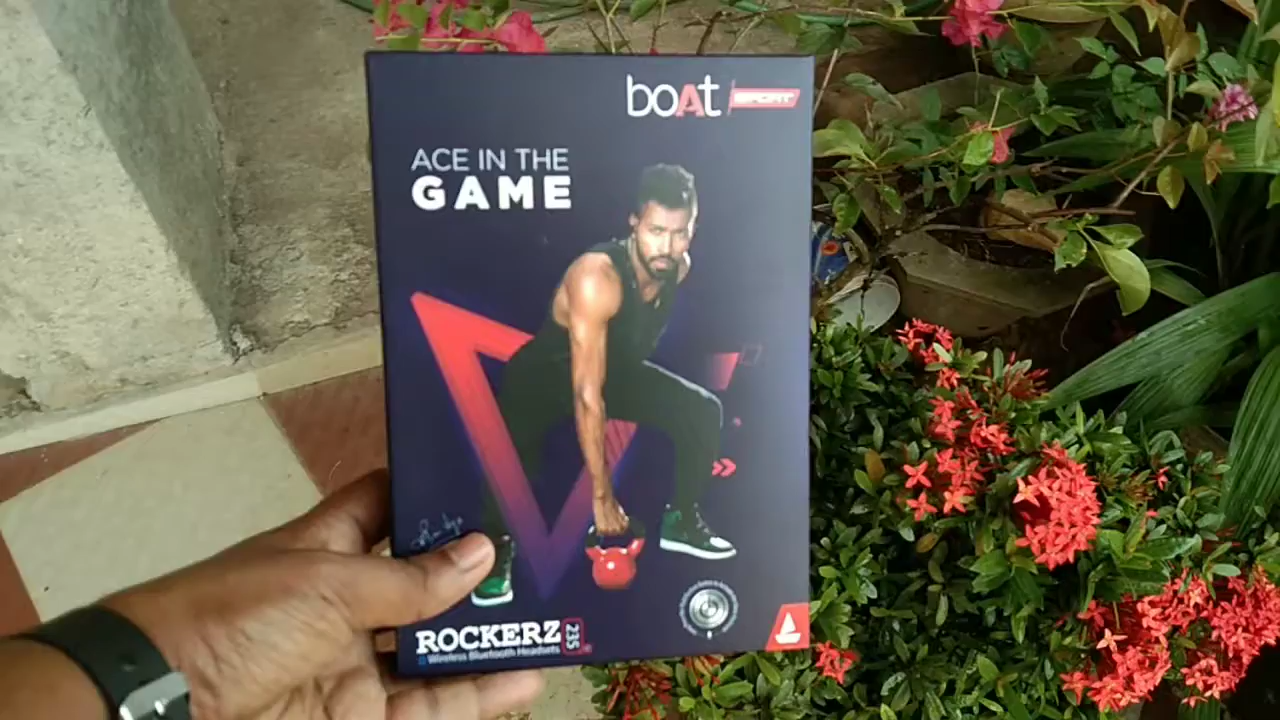 boAt SPORT
ACE IN THE
GAME
ROCKERZ 235
Wireless Bluetooth Headsets